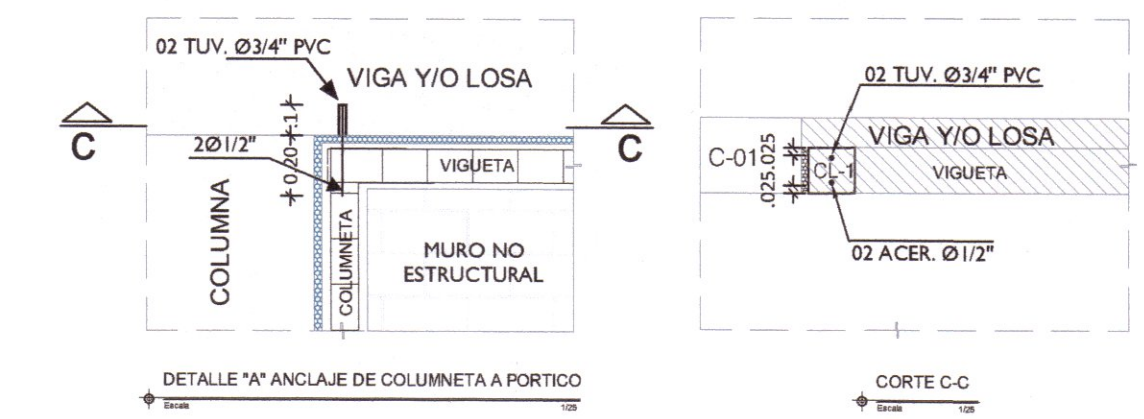 02 TUV. Ø3/4" PVC
VIGA Y/O LOSA
C
C
.1
0.20
2Ø1/2"
VIGUETA
COLUMNA
COLUMNETA
MURO NO
ESTRUCTURAL
DETALLE "A" ANCLAJE DE COLUMNETA A PORTICO
Escala 1/25
02 TUV. Ø3/4" PVC
VIGA Y/O LOSA
C-01
.025
.025
CL-1
VIGUETA
02 ACER. Ø1/2"
CORTE C-C
Escala 1/25